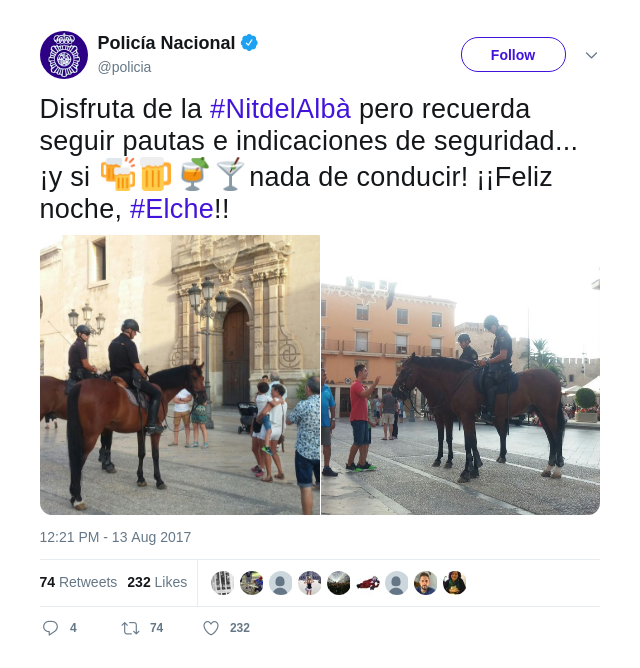 Policía Nacional
@policia
Follow
Disfruta de la #NitdelAlbà pero recuerda
seguir pautas e indicaciones de seguridad...
¡y si 🍻🍺🍹🍸 nada de conducir! ¡¡Feliz
noche, #Elche!!
12:21 PM - 13 Aug 2017
74 Retweets 232 Likes
4 74 232